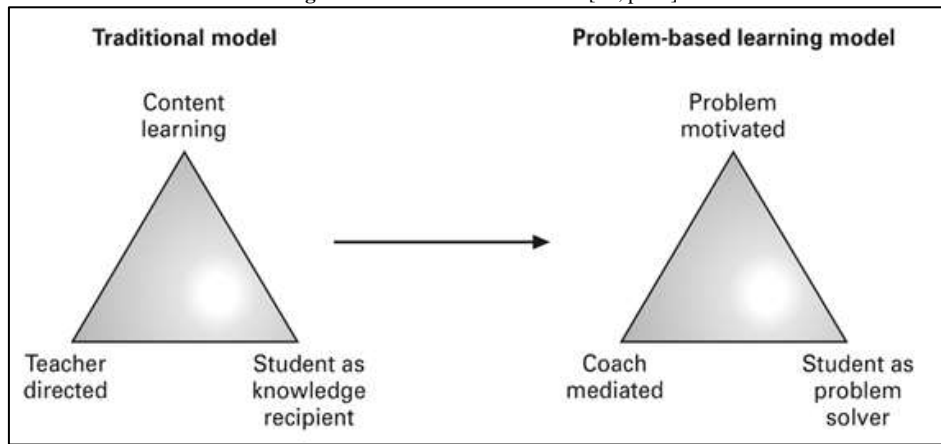 Traditional model
Problem-based learning model
Content
learning
Problem
motivated
Teacher
directed
Student as
knowledge
recipient
Coach
mediated
Student as
problem
solver